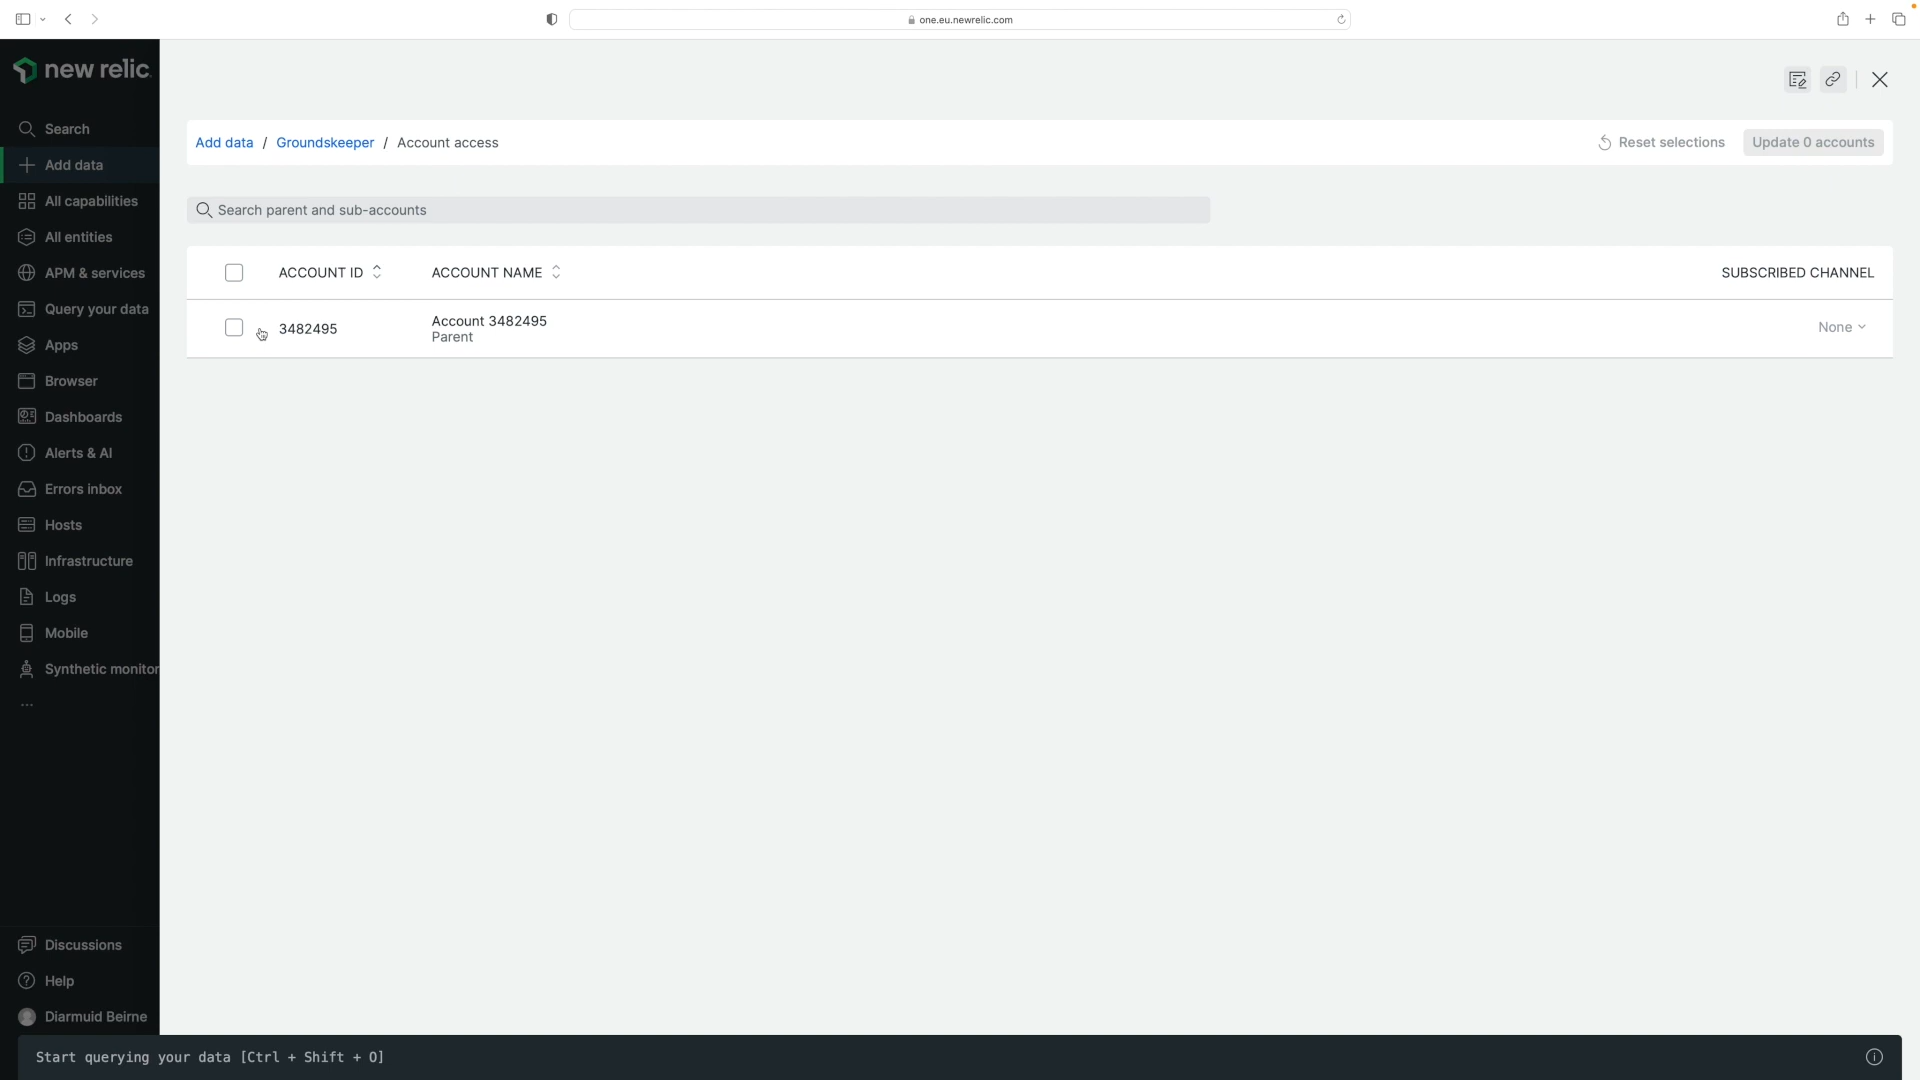 one.eu.newrelic.com
new relic.
Search
Add data
All capabilities
All entities
APM & services
Query your data
Apps
Browser
Dashboards
Alerts & AI
Errors inbox
Hosts
Infrastructure
Logs
Mobile
Synthetic monitor
...
Discussions
Help
Diarmuid Beirne
Add data / Groundskeeper / Account access
Reset selections
Update 0 accounts
Search parent and sub-accounts
ACCOUNT ID ACCOUNT NAME SUBSCRIBED CHANNEL
3482495 Account 3482495 None
Parent
Start querying your data [Ctrl + Shift + O]